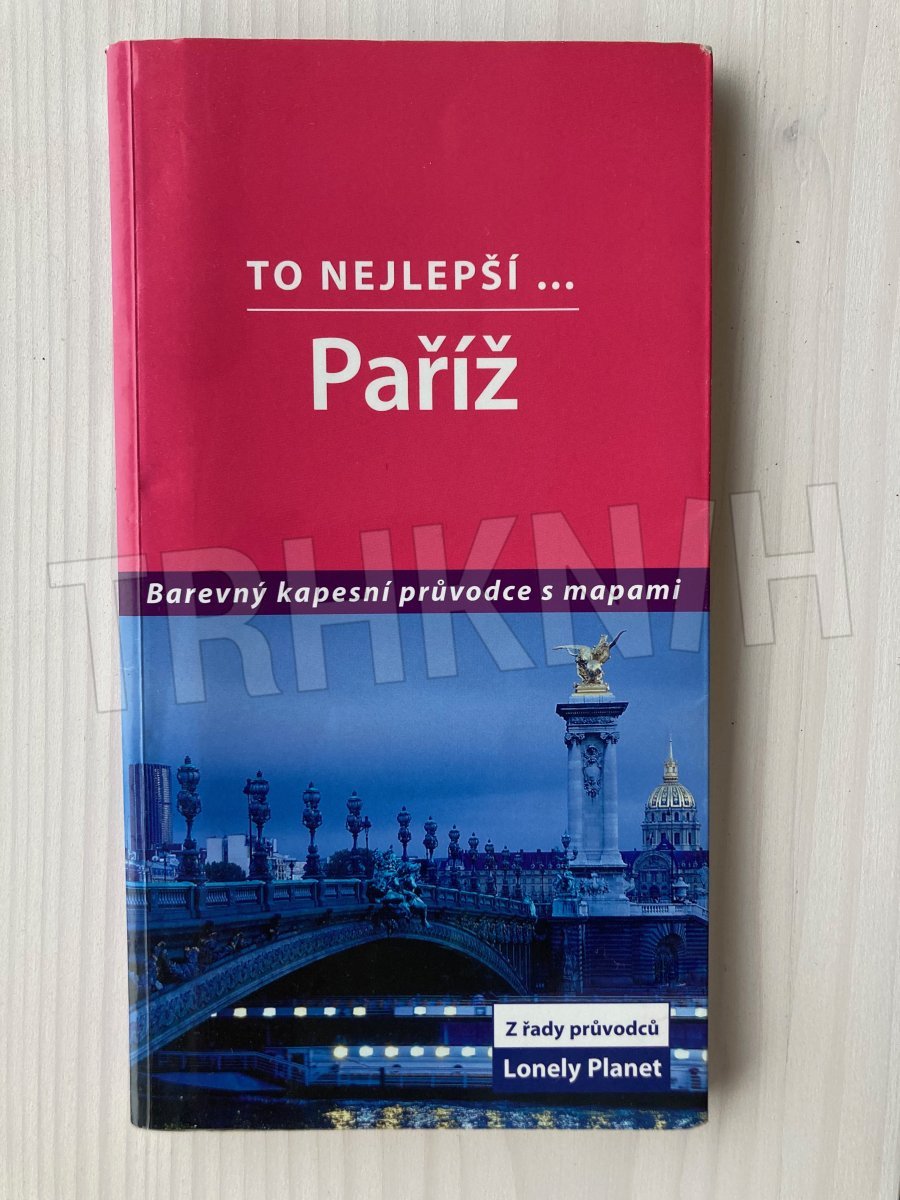 TO NEJLEPŠÍ ...
Paříž
TRHKNIH
Barevný kapesní průvodce s mapami
Z řady průvodců
Lonely Planet